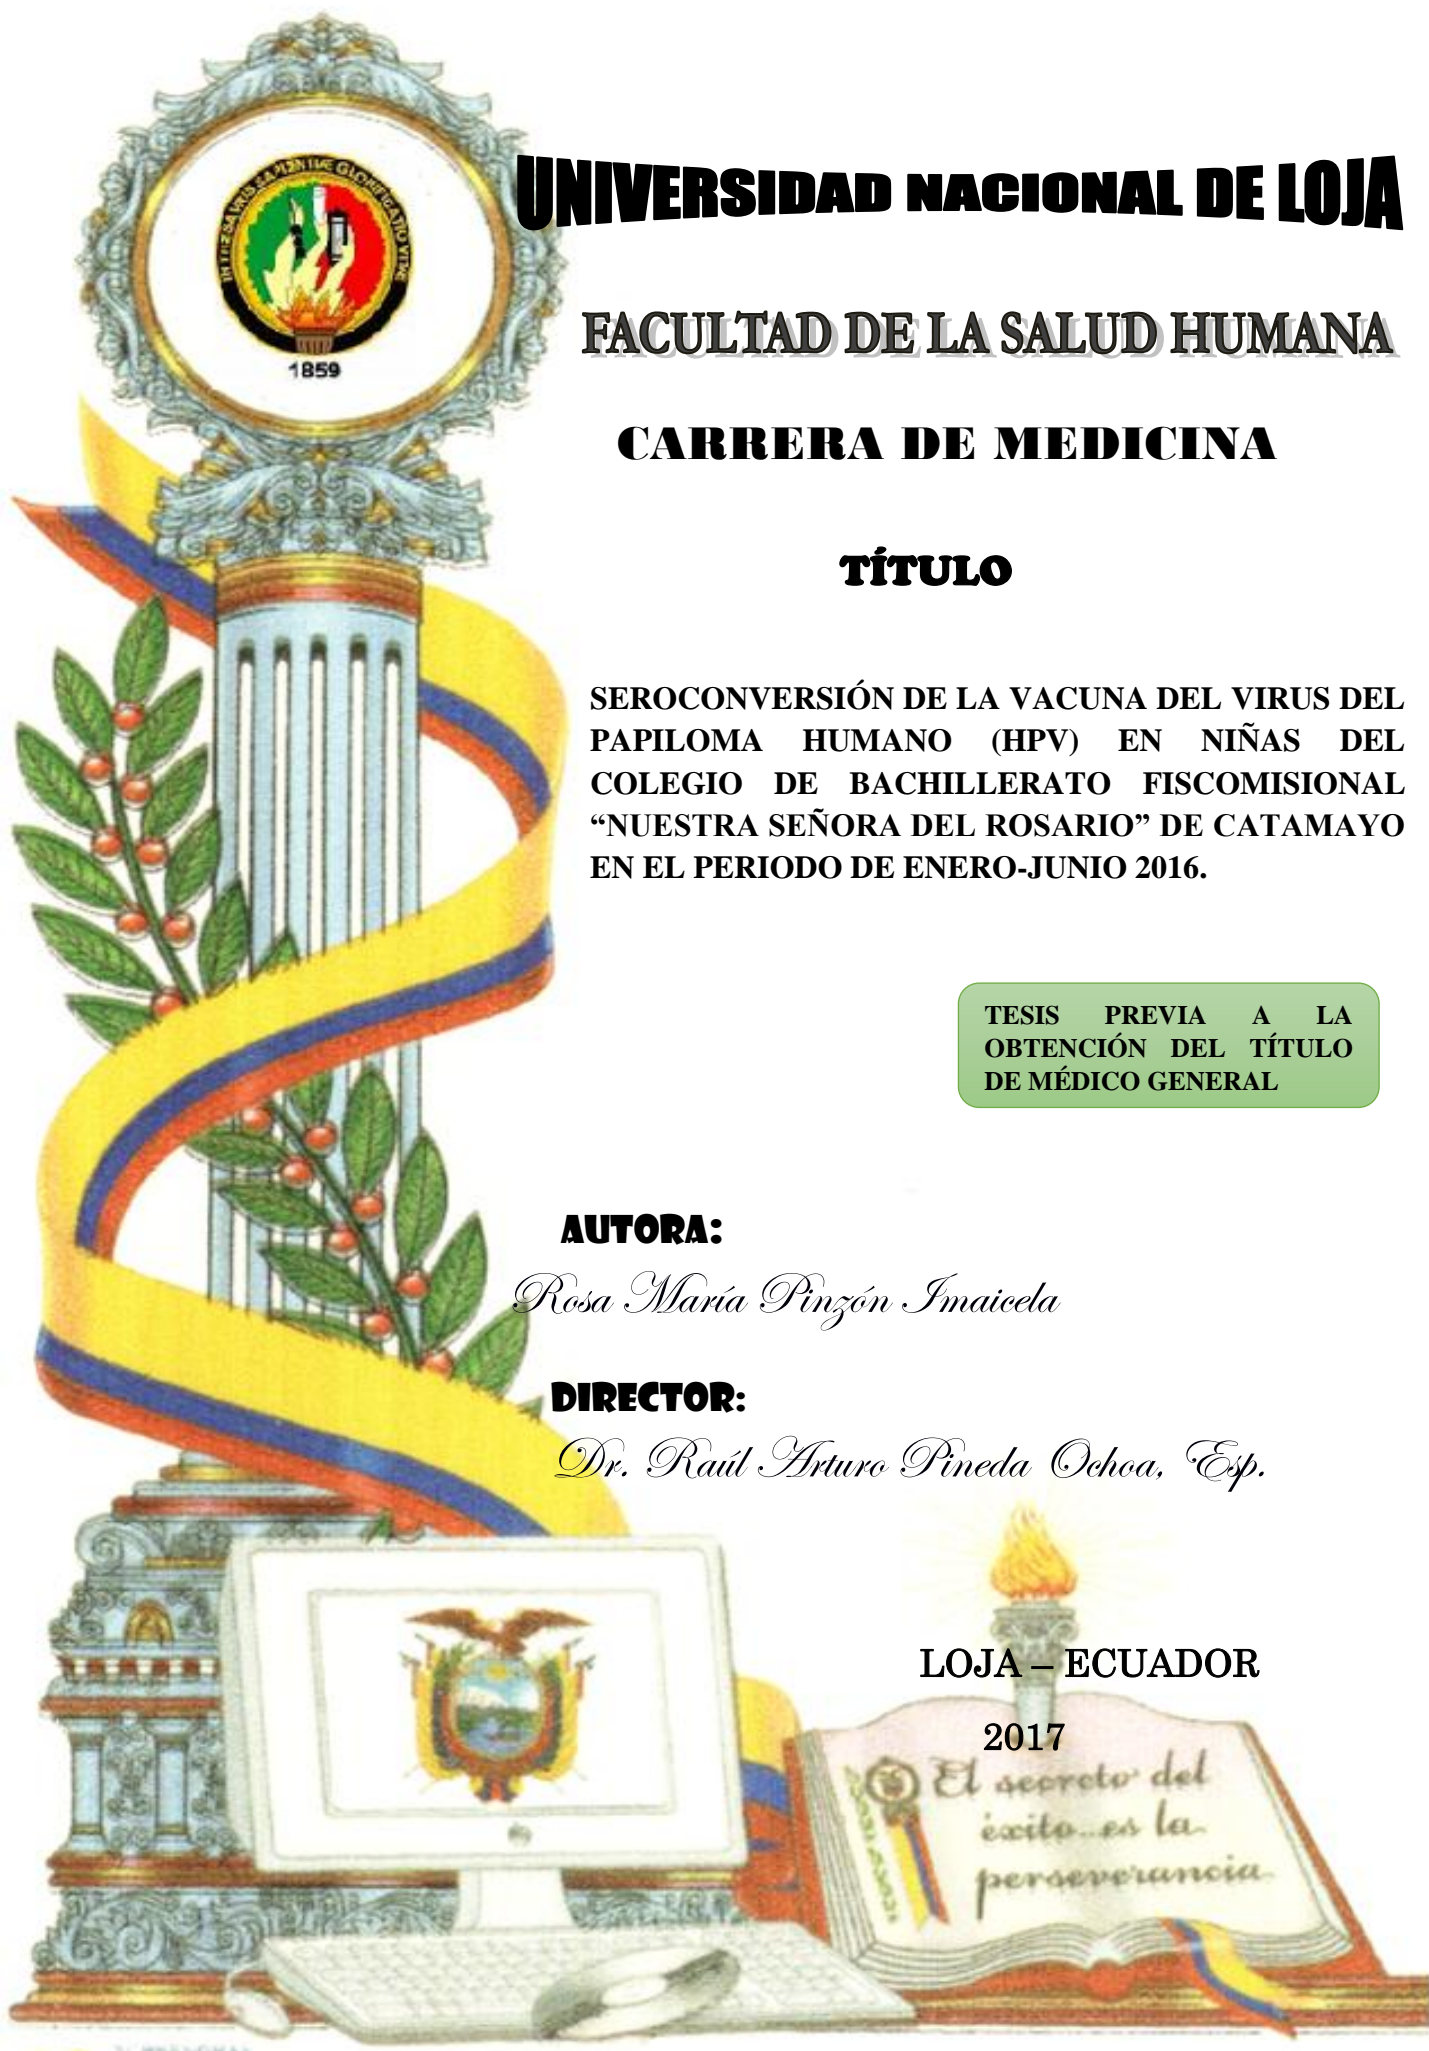 UNIVERSIDAD NACIONAL DE LOJA
1859
FACULTAD DE LA SALUD HUMANA
CARRERA DE MEDICINA
TÍTULO
SEROCONVERSIÓN DE LA VACUNA DEL VIRUS DEL
PAPILOMA HUMANO (HPV) EN NIÑAS DEL
COLEGIO DE BACHILLERATO FISCOMISIONAL
“NUESTRA SEÑORA DEL ROSARIO” DE CATAMAYO
EN EL PERIODO DE ENERO-JUNIO 2016.
TESIS PREVIA A LA
OBTENCIÓN DEL TÍTULO
DE MÉDICO GENERAL
AUTORA:
Rosa María Pinzón Imaicela
DIRECTOR:
Dr. Raúl Arturo Pineda Ochoa, Esp.
LOJA – ECUADOR
2017
El secreto del
éxito es la
perseverancia